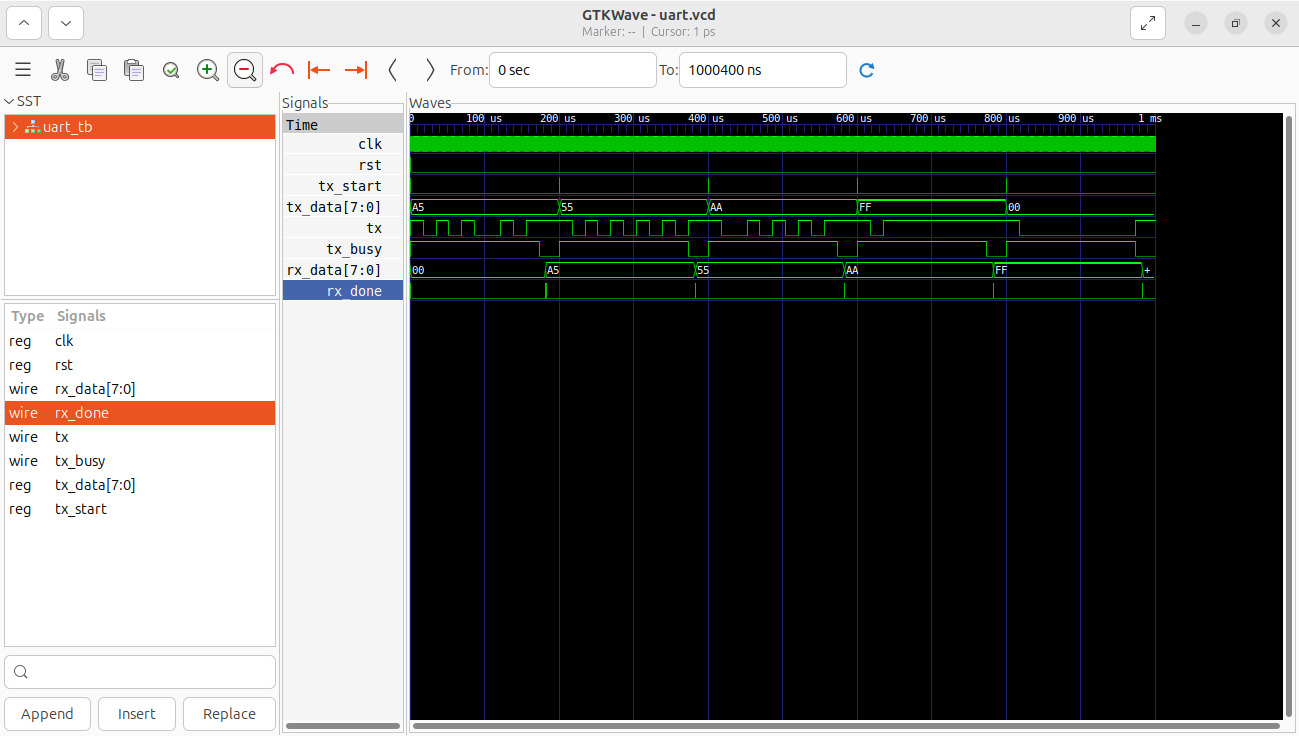 GTKWave - uart.vcd
Marker: -- | Cursor: 1 ps
From: 0 sec To: 1000400 ns
SST
uart_tb
Type Signals
reg clk
reg rst
wire rx_data[7:0]
wire rx_done
wire tx
wire tx_busy
reg tx_data[7:0]
reg tx_start
Append Insert Replace
Signals
Time
clk
rst
tx_start
tx_data[7:0]
tx
tx_busy
rx_data[7:0]
rx_done
Waves
0 100 us 200 us 300 us 400 us 500 us 600 us 700 us 800 us 900 us 1 ms
A5 55 AA FF 00
00 A5 55 AA FF +